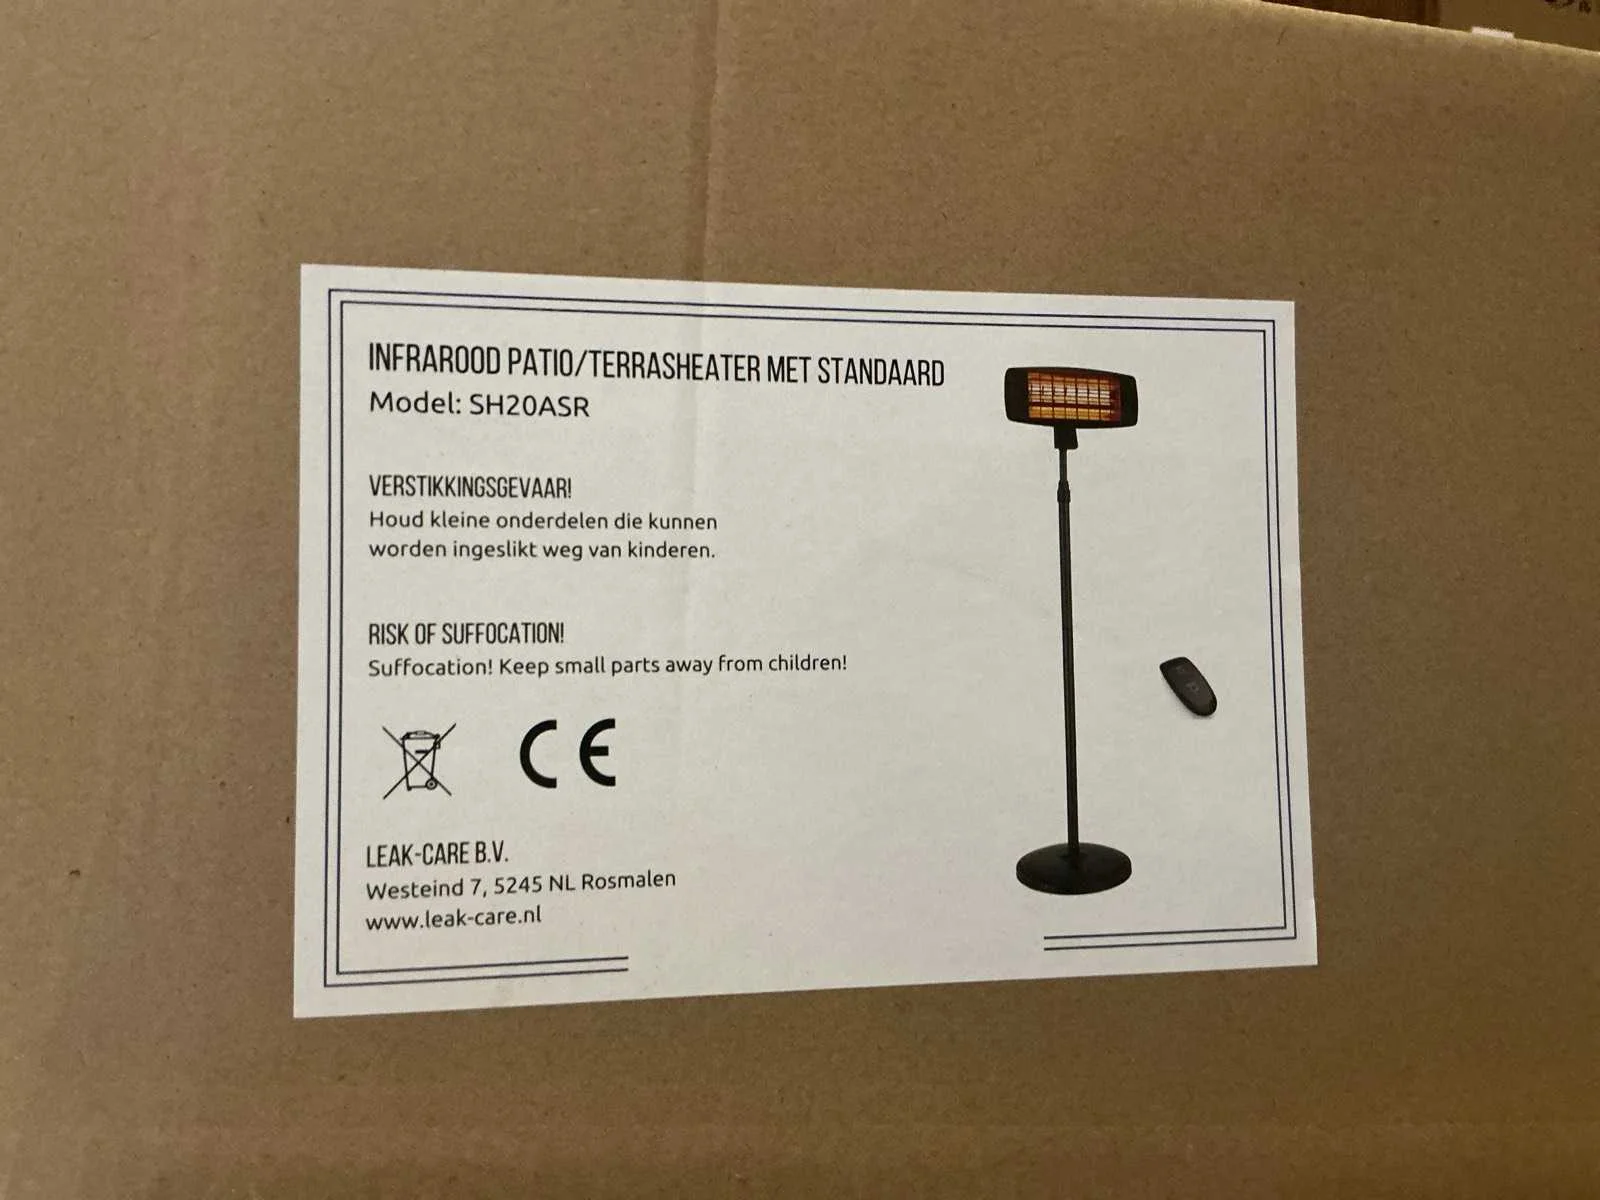 INFRAROOD PATIO/TERRASHEATER MET STANDAARD
Model: SH20ASR
VERSTIKKINGSGEVAAR!
Houd kleine onderdelen die kunnen
worden ingeslikt weg van kinderen.
RISK OF SUFFOCATION!
Suffocation! Keep small parts away from children!
CE
LEAK-CARE B.V.
Westeind 7, 5245 NL Rosmalen
www.leak-care.nl